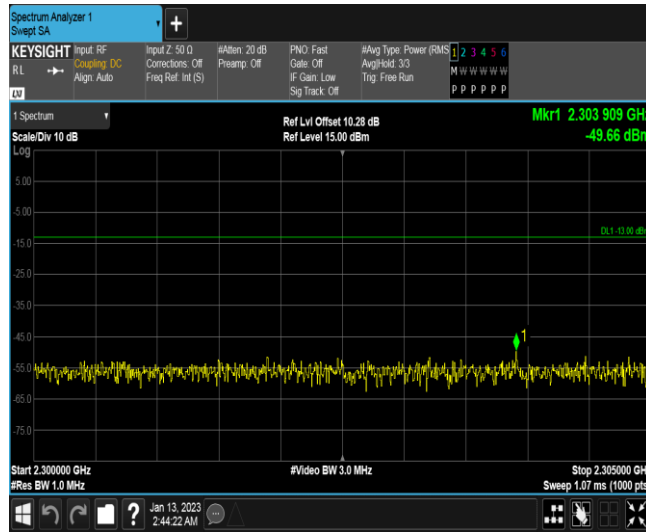 Spectrum Analyzer 1
Swept SA
+
KEYSIGHT Input: RF Input Z: 50 Ω #Atten: 20 dB PNO: Fast #Avg Type: Power (RMS 1 2 3 4 5 6
RL Coupling: DC Corrections: Off Preamp: Off Gate: Off Avg|Hold: 3/3 M W W W W W
Align: Auto Freq Ref: Int (S) IF Gain: Low Trig: Free Run
Sig Track: Off P P P P P P
LXI
1 Spectrum Ref Lvl Offset 10.28 dB Mkr1 2.303 909 GHz
Scale/Div 10 dB Ref Level 15.00 dBm -49.66 dBm
Log
5.00
-5.00
DL1 -13.00 dBm
-15.0
-25.0
-35.0
-45.0
1
-55.0
-65.0
-75.0
Start 2.300000 GHz #Video BW 3.0 MHz Stop 2.305000 GHz
#Res BW 1.0 MHz Sweep 1.07 ms (1000 pts)
? Jan 13, 2023
2:44:22 AM